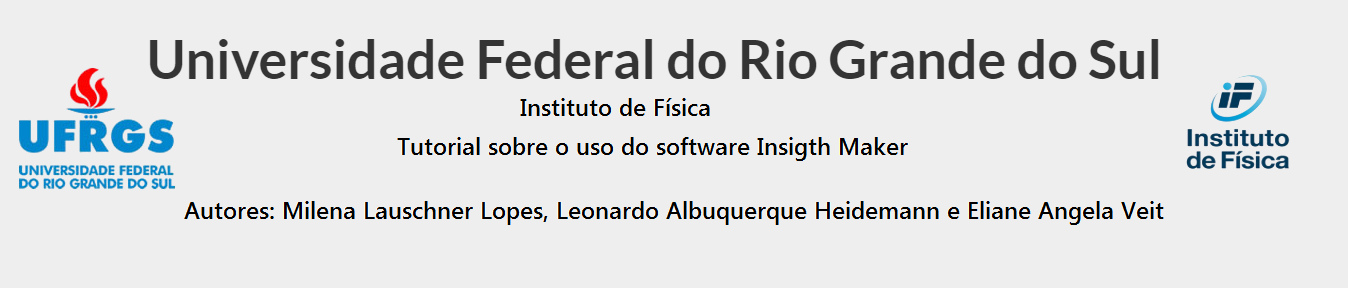 Universidade Federal do Rio Grande do Sul
Instituto de Física
Tutorial sobre o uso do software Insigth Maker
Autores: Milena Lauschner Lopes, Leonardo Albuquerque Heidemann e Eliane Angela Veit
UFRGS
UNIVERSIDADE FEDERAL
DO RIO GRANDE DO SUL
iF
Instituto
de Física